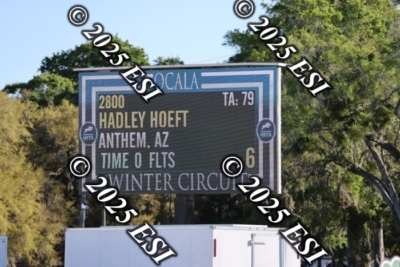 © 2025 ESI
© 2025 ESI
OCALA
2800 TA: 79
HADLEY HOEFT
ANTHEM, AZ
TIME 0 FLTS 6
WINTER CIRCUIT
© 2025 ESI
© 2025 ESI